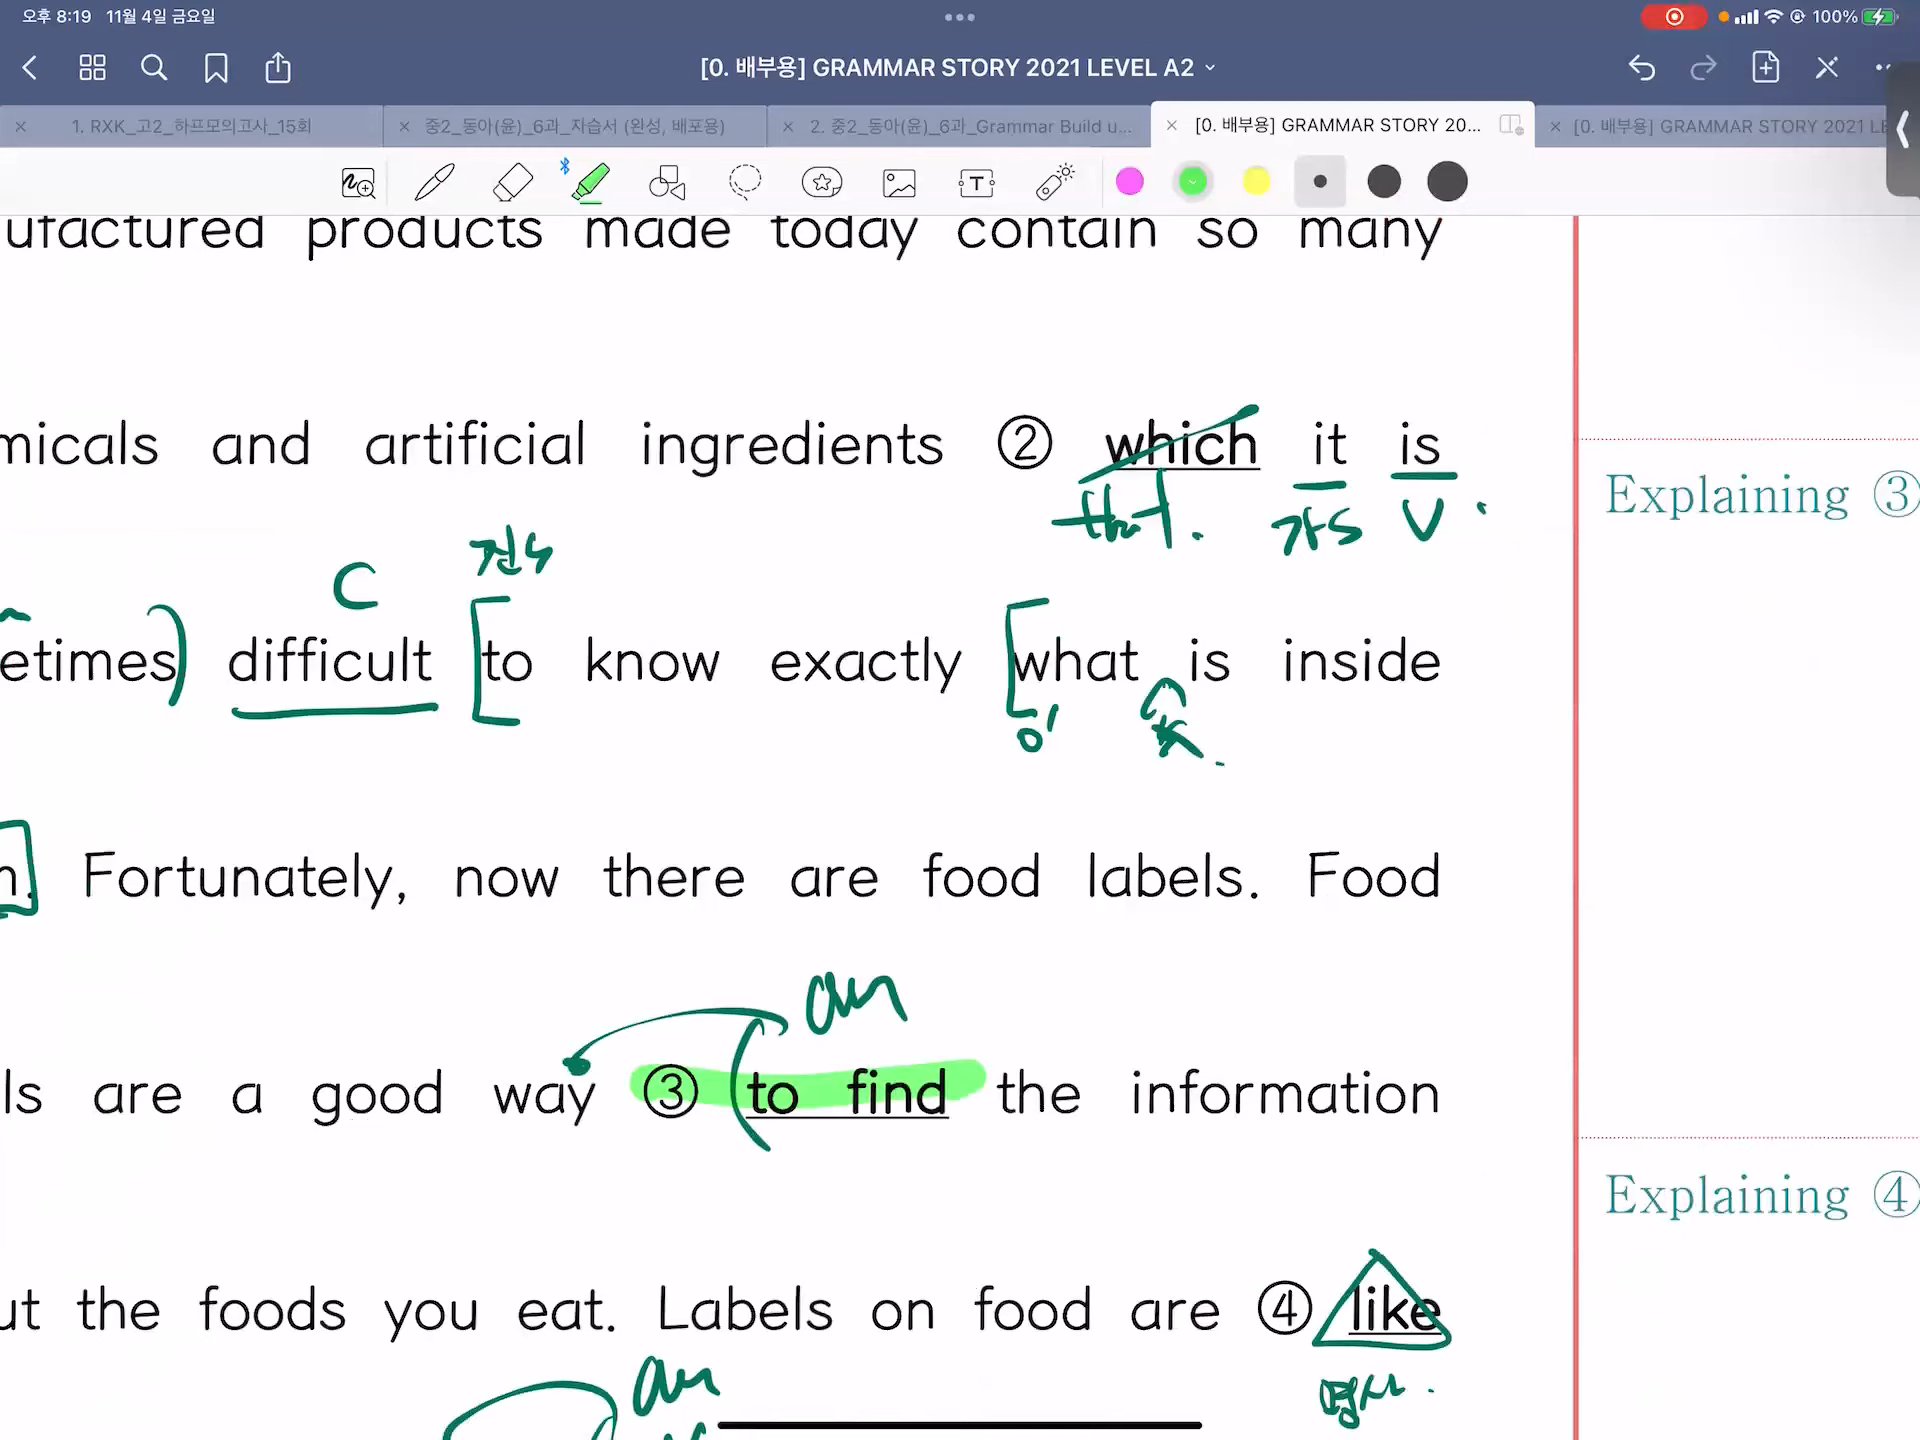 오후 8:19 11월 4일 금요일
100%
[0. 배부용] GRAMMAR STORY 2021 LEVEL A2
1. RXK_고2_하프모의고사_15회
중2_동아(윤)_6과_자습서 (완성, 배포용)
2. 중2_동아(윤)_6과_Grammar Build u...
[0. 배부용] GRAMMAR STORY 20...
[0. 배부용] GRAMMAR STORY 2021 LE
ufactured products made today contain so many
micals and artificial ingredients ② which it is
that. 가S V
Explaining ③
C
etimes) difficult [to know exactly [what is inside
o'
n.] Fortunately, now there are food labels. Food
ls are a good way ③ (to find the information
Explaining ④
ut the foods you eat. Labels on food are ④ like